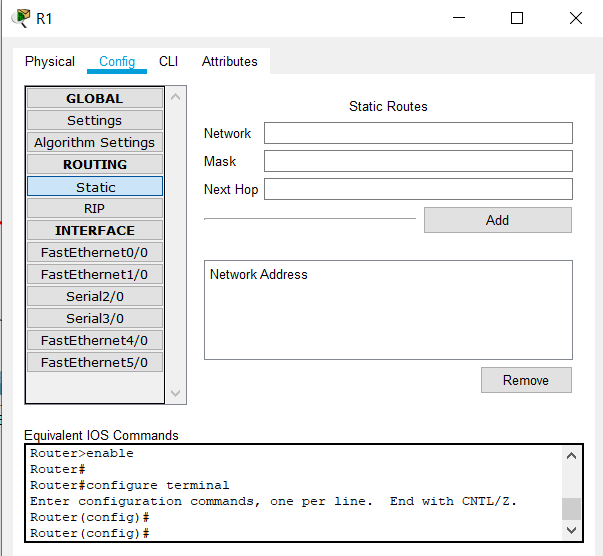 R1
Physical Config CLI Attributes
GLOBAL
Settings
Algorithm Settings
ROUTING
Static
RIP
INTERFACE
FastEthernet0/0
FastEthernet1/0
Serial2/0
Serial3/0
FastEthernet4/0
FastEthernet5/0
Static Routes
Network
Mask
Next Hop
Add
Network Address
Remove
Equivalent IOS Commands
Router>enable
Router#
Router#configure terminal
Enter configuration commands, one per line.  End with CNTL/Z.
Router(config)#
Router(config)#